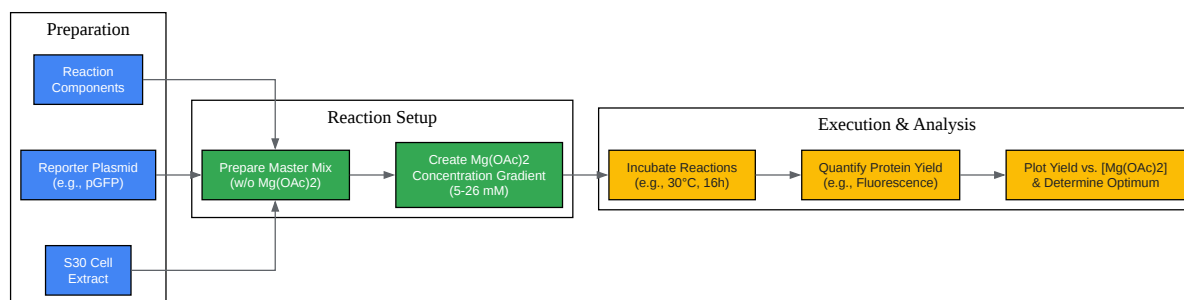 Preparation
Reaction
Components
Reporter Plasmid
(e.g., pGFP)
S30 Cell
Extract
Reaction Setup
Prepare Master Mix
(w/o Mg(OAc)2)
Create Mg(OAc)2
Concentration Gradient
(5-26 mM)
Execution & Analysis
Incubate Reactions
(e.g., 30°C, 16h)
Quantify Protein Yield
(e.g., Fluorescence)
Plot Yield vs. [Mg(OAc)2]
& Determine Optimum